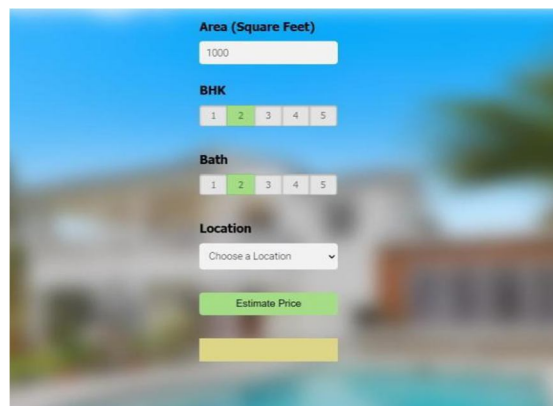 Area (Square Feet)
1000
BHK
1 2 3 4 5
Bath
1 2 3 4 5
Location
Choose a Location
Estimate Price